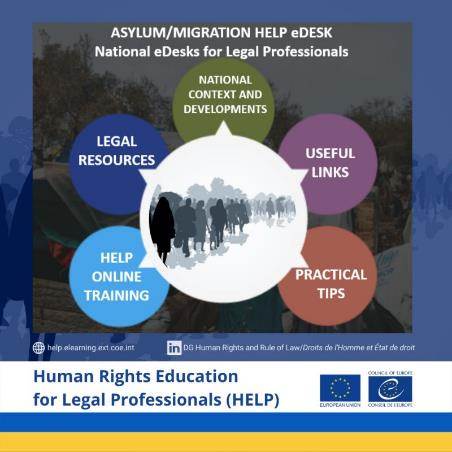 ASYLUM/MIGRATION HELP eDESK
National eDesks for Legal Professionals
NATIONAL
CONTEXT AND
DEVELOPMENTS
LEGAL
RESOURCES
USEFUL
LINKS
HELP
ONLINE
TRAINING
PRACTICAL
TIPS
help.elearning.ext.coe.int
in DG Human Rights and Rule of Law/Droits de l'Homme et État de droit
Human Rights Education
for Legal Professionals (HELP)
EUROPEAN UNION
COUNCIL OF EUROPE
CONSEIL DE L'EUROPE